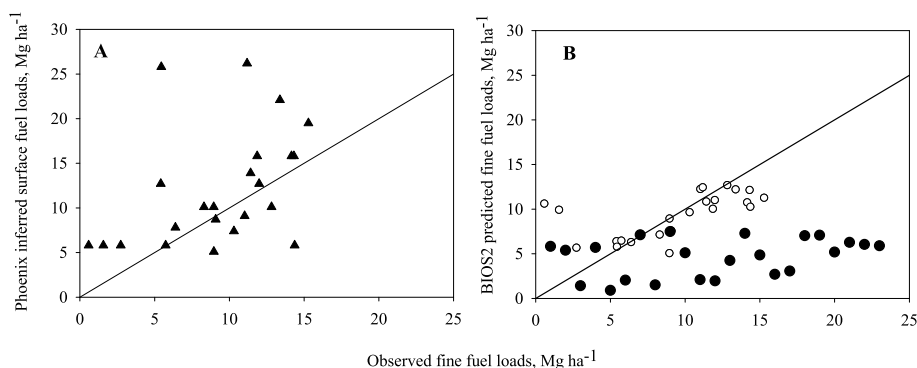 A
Phoenix inferred surface fuel loads, Mg ha-1
30
25
20
15
10
5
0
0 5 10 15 20 25
B
BIOS2 predicted fine fuel loads, Mg ha-1
30
25
20
15
10
5
0
0 5 10 15 20 25
Observed fine fuel loads, Mg ha-1